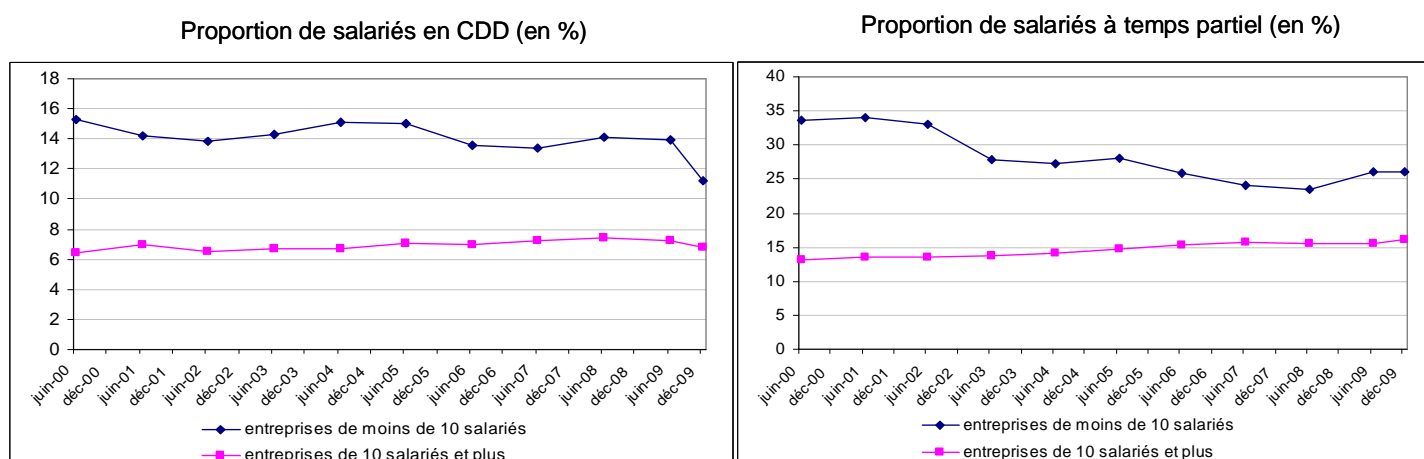 Proportion de salariés en CDD (en %)
18
16
14
12
10
8
6
4
2
0
juin-00
déc-00
juin-01
déc-01
juin-02
déc-02
juin-03
déc-03
juin-04
déc-04
juin-05
déc-05
juin-06
déc-06
juin-07
déc-07
juin-08
déc-08
juin-09
déc-09
entreprises de moins de 10 salariés
entreprises de 10 salariés et plus
Proportion de salariés à temps partiel (en %)
40
35
30
25
20
15
10
5
0
juin-00
déc-00
juin-01
déc-01
juin-02
déc-02
juin-03
déc-03
juin-04
déc-04
juin-05
déc-05
juin-06
déc-06
juin-07
déc-07
juin-08
déc-08
juin-09
déc-09
entreprises de moins de 10 salariés
entreprises de 10 salariés et plus